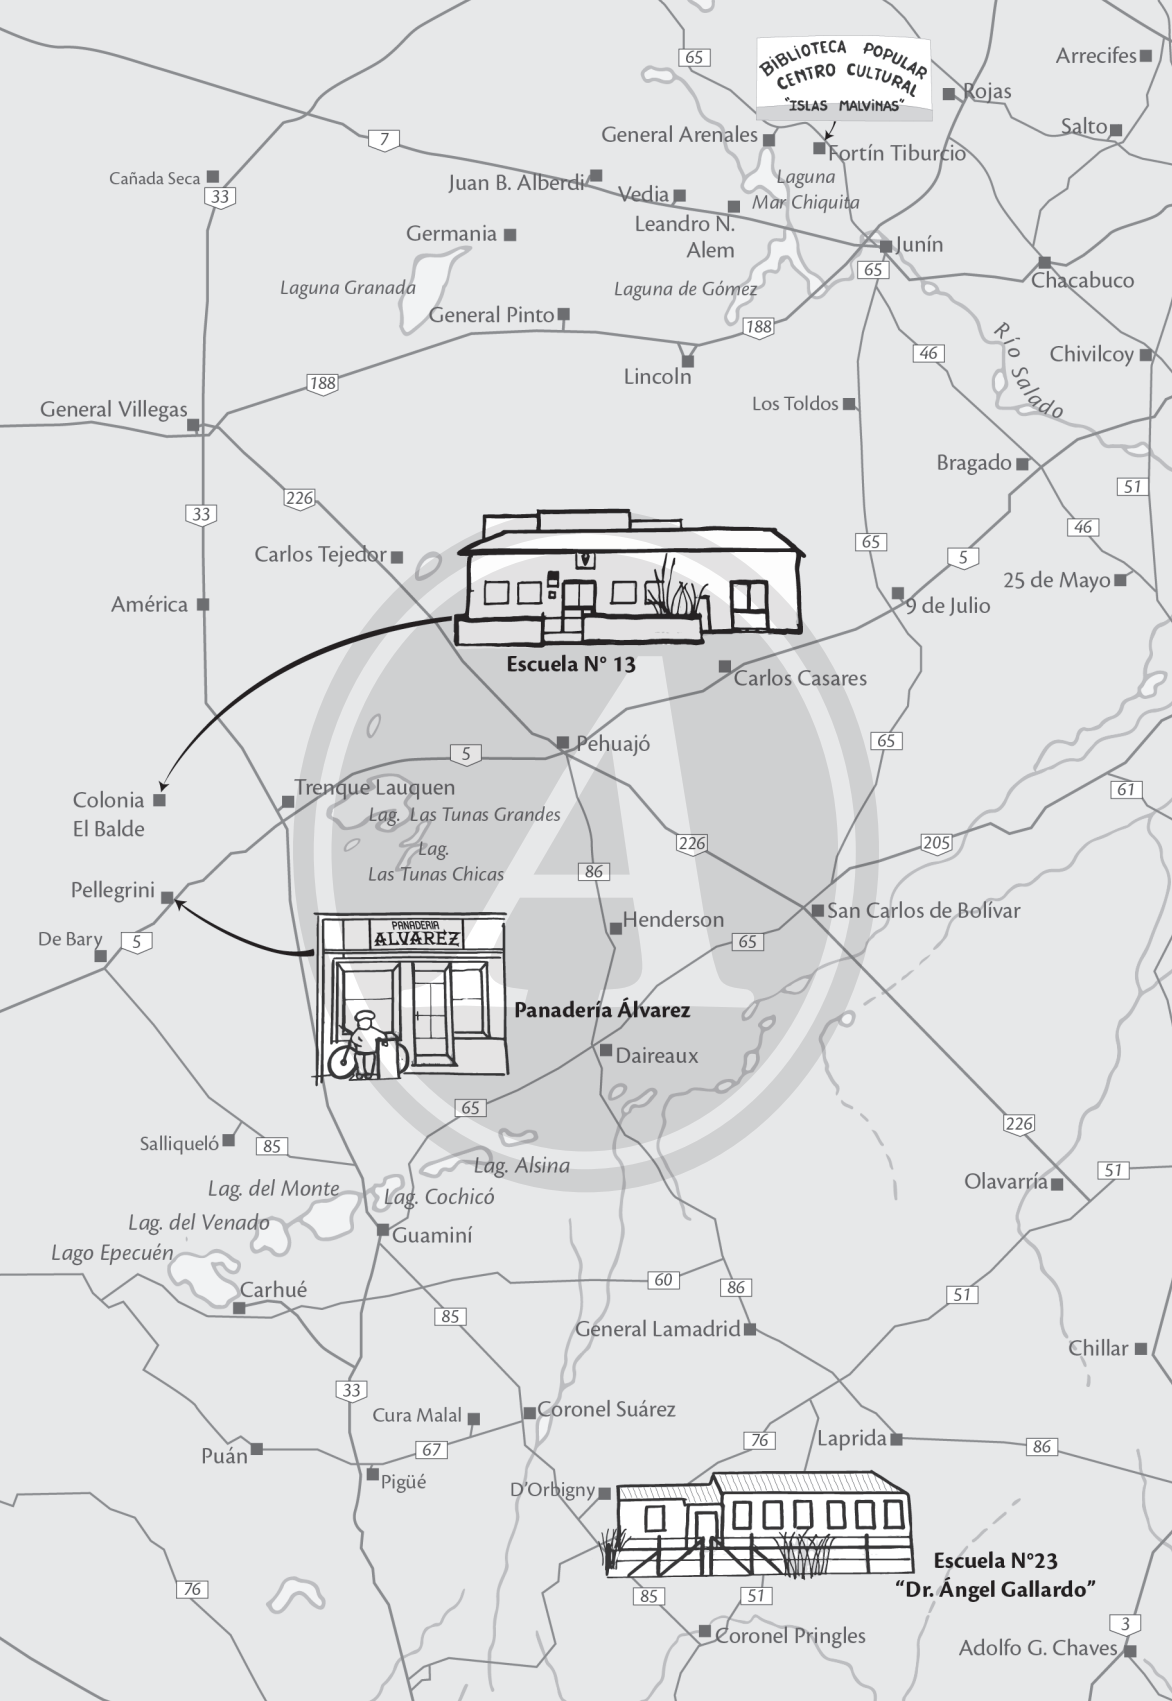 65
BIBLIOTECA POPULAR
CENTRO CULTURAL
"ISLAS MALVINAS"
Arrecifes
Rojas
Salto
General Arenales
Fortín Tiburcio
7
Cañada Seca
33
Juan B. Alberdi
Vedia
Laguna
Mar Chiquita
Leandro N.
Alem
Germania
Junín
65
Chacabuco
Laguna Granada
Laguna de Gómez
General Pinto
188
Río Salado
46
Chivilcoy
Lincoln
188
Los Toldos
General Villegas
Bragado
51
226
33
46
65
5
Carlos Tejedor
25 de Mayo
América
9 de Julio
Escuela N° 13
Carlos Casares
65
Pehuajó
5
Trenque Lauquen
61
Colonia
El Balde
Lag. Las Tunas Grandes
Lag.
Las Tunas Chicas
226
205
86
Pellegrini
Henderson
San Carlos de Bolívar
65
De Bary
5
PANADERIA
ALVAREZ
Panadería Álvarez
A
Daireaux
65
226
Salliqueló
85
Lag. Alsina
51
Olavarría
Lag. del Monte
Lag. Cochicó
Lag. del Venado
Guaminí
Lago Epecuén
Carhué
60
86
51
85
General Lamadrid
Chillar
33
Cura Malal
Coronel Suárez
67
76
Laprida
86
Puán
Pigüé
D'Orbigny
Escuela N°23
"Dr. Ángel Gallardo"
76
85
51
3
Coronel Pringles
Adolfo G. Chaves